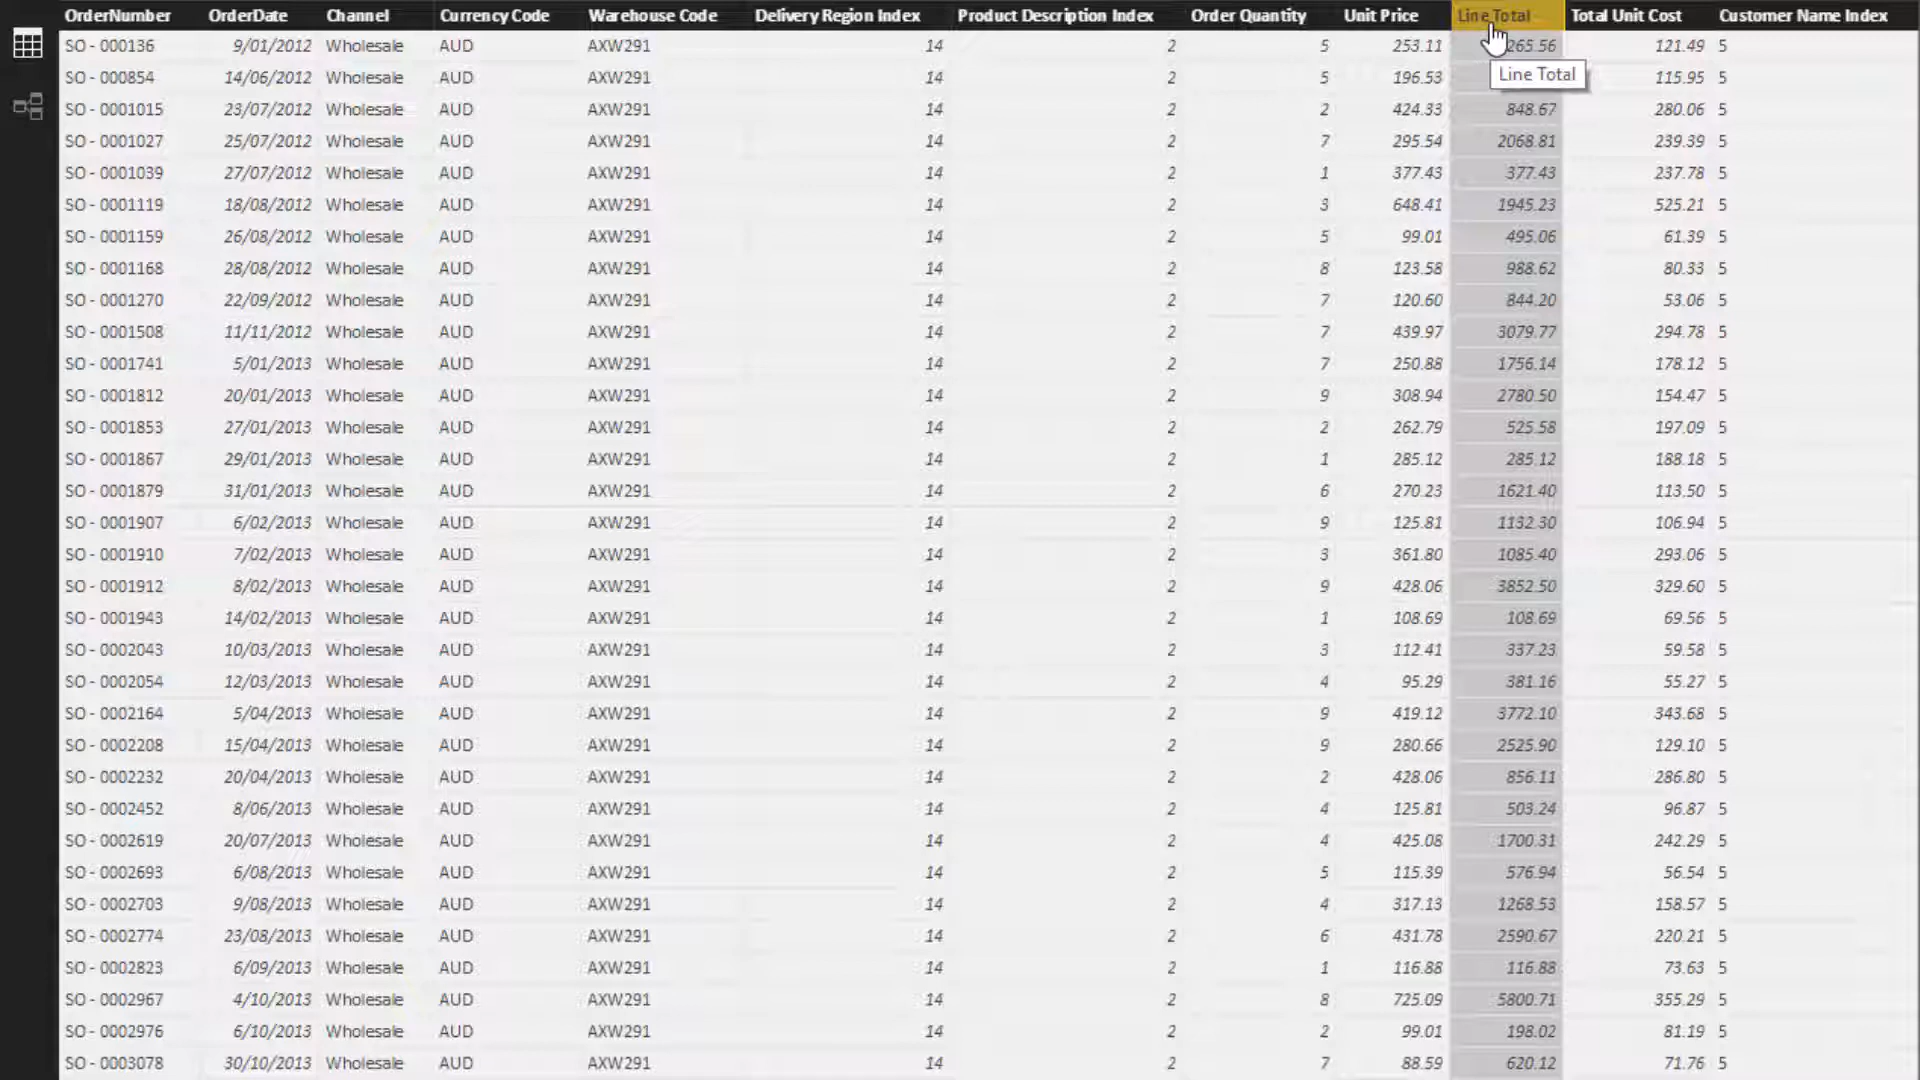 OrderNumber OrderDate Channel Currency Code Warehouse Code Delivery Region Index Product Description Index Order Quantity Unit Price Line Total Total Unit Cost Customer Name Index
SO - 000136 9/01/2012 Wholesale AUD AXW291 14 2 5 253.11 265.56 121.49 5
SO - 000854 14/06/2012 Wholesale AUD AXW291 14 2 5 196.53 115.95 5
Line Total
SO - 0001015 23/07/2012 Wholesale AUD AXW291 14 2 2 424.33 848.67 280.06 5
SO - 0001027 25/07/2012 Wholesale AUD AXW291 14 2 7 295.54 2068.81 239.39 5
SO - 0001039 27/07/2012 Wholesale AUD AXW291 14 2 1 377.43 377.43 237.78 5
SO - 0001119 18/08/2012 Wholesale AUD AXW291 14 2 3 648.41 1945.23 525.21 5
SO - 0001159 26/08/2012 Wholesale AUD AXW291 14 2 5 99.01 495.06 61.39 5
SO - 0001168 28/08/2012 Wholesale AUD AXW291 14 2 8 123.58 988.62 80.33 5
SO - 0001270 22/09/2012 Wholesale AUD AXW291 14 2 7 120.60 844.20 53.06 5
SO - 0001508 11/11/2012 Wholesale AUD AXW291 14 2 7 439.97 3079.77 294.78 5
SO - 0001741 5/01/2013 Wholesale AUD AXW291 14 2 7 250.88 1756.14 178.12 5
SO - 0001812 20/01/2013 Wholesale AUD AXW291 14 2 9 308.94 2780.50 154.47 5
SO - 0001853 27/01/2013 Wholesale AUD AXW291 14 2 2 262.79 525.58 197.09 5
SO - 0001867 29/01/2013 Wholesale AUD AXW291 14 2 1 285.12 285.12 188.18 5
SO - 0001879 31/01/2013 Wholesale AUD AXW291 14 2 6 270.23 1621.40 113.50 5
SO - 0001907 6/02/2013 Wholesale AUD AXW291 14 2 9 125.81 1132.30 106.94 5
SO - 0001910 7/02/2013 Wholesale AUD AXW291 14 2 3 361.80 1085.40 293.06 5
SO - 0001912 8/02/2013 Wholesale AUD AXW291 14 2 9 428.06 3852.50 329.60 5
SO - 0001943 14/02/2013 Wholesale AUD AXW291 14 2 1 108.69 108.69 69.56 5
SO - 0002043 10/03/2013 Wholesale AUD AXW291 14 2 3 112.41 337.23 59.58 5
SO - 0002054 12/03/2013 Wholesale AUD AXW291 14 2 4 95.29 381.16 55.27 5
SO - 0002164 5/04/2013 Wholesale AUD AXW291 14 2 9 419.12 3772.10 343.68 5
SO - 0002208 15/04/2013 Wholesale AUD AXW291 14 2 9 280.66 2525.90 129.10 5
SO - 0002232 20/04/2013 Wholesale AUD AXW291 14 2 2 428.06 856.11 286.80 5
SO - 0002452 8/06/2013 Wholesale AUD AXW291 14 2 4 125.81 503.24 96.87 5
SO - 0002619 20/07/2013 Wholesale AUD AXW291 14 2 4 425.08 1700.31 242.29 5
SO - 0002693 6/08/2013 Wholesale AUD AXW291 14 2 5 115.39 576.94 56.54 5
SO - 0002703 9/08/2013 Wholesale AUD AXW291 14 2 4 317.13 1268.53 158.57 5
SO - 0002774 23/08/2013 Wholesale AUD AXW291 14 2 6 431.78 2590.67 220.21 5
SO - 0002823 6/09/2013 Wholesale AUD AXW291 14 2 1 116.88 116.88 73.63 5
SO - 0002967 4/10/2013 Wholesale AUD AXW291 14 2 8 725.09 5800.71 355.29 5
SO - 0002976 6/10/2013 Wholesale AUD AXW291 14 2 2 99.01 198.02 81.19 5
SO - 0003078 30/10/2013 Wholesale AUD AXW291 14 2 7 88.59 620.12 71.76 5